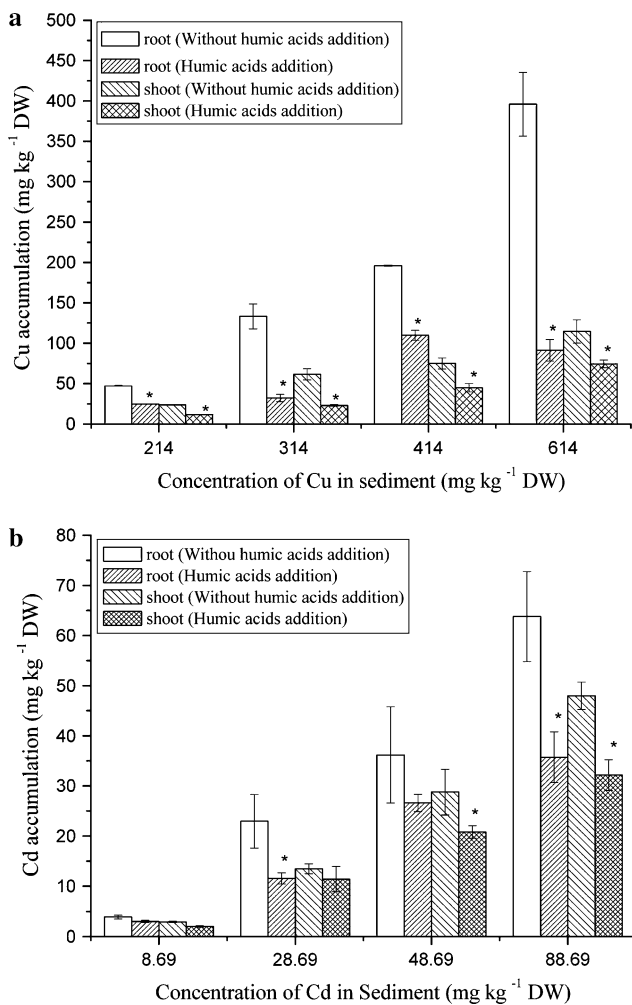 a
500
450
400
350
300
250
200
150
100
50
0
Cu accumulation (mg kg -1 DW)
root (Without humic acids addition)
root (Humic acids addition)
shoot (Without humic acids addition)
shoot (Humic acids addition)
* * * * * * * *
214 314 414 614
Concentration of Cu in sediment (mg kg -1 DW)
b
80
70
60
50
40
30
20
10
0
Cd accumulation (mg kg -1 DW)
root (Withou humic acids addition)
root (Humic acids addition)
shoot (Without humic acids addition)
shoot (Humic acids addition)
* * * *
8.69 28.69 48.69 88.69
Concentration of Cd in Sediment (mg kg -1 DW)